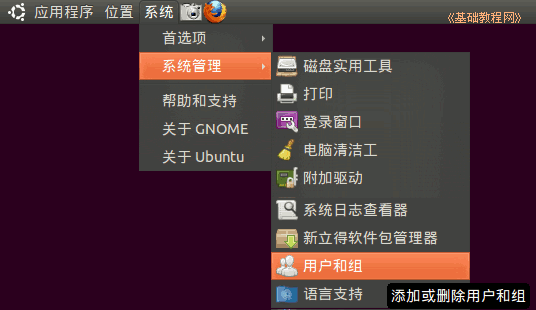 应用程序 位置 系统
《基础教程网》
首选项
系统管理
帮助和支持
关于 GNOME
关于 Ubuntu
磁盘实用工具
打印
登录窗口
电脑清洁工
附加驱动
系统日志查看器
新立得软件包管理器
用户和组
语言支持
添加或删除用户和组